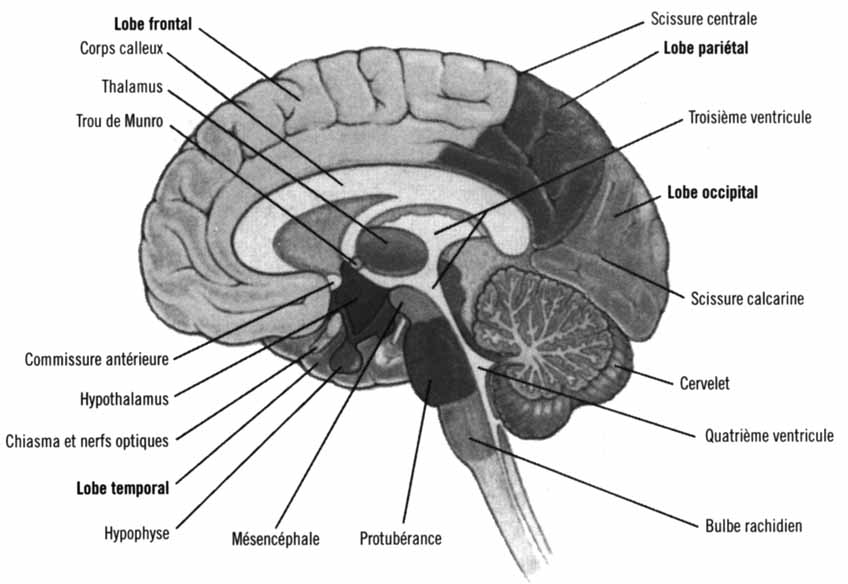 Lobe frontal
Corps calleux
Thalamus
Trou de Munro
Scissure centrale
Lobe pariétal
Troisième ventricule
Lobe occipital
Scissure calcarine
Commissure antérieure
Hypothalamus
Chiasma et nerfs optiques
Lobe temporal
Hypophyse
Mésencéphale
Protubérance
Cervelet
Quatrième ventricule
Bulbe rachidien